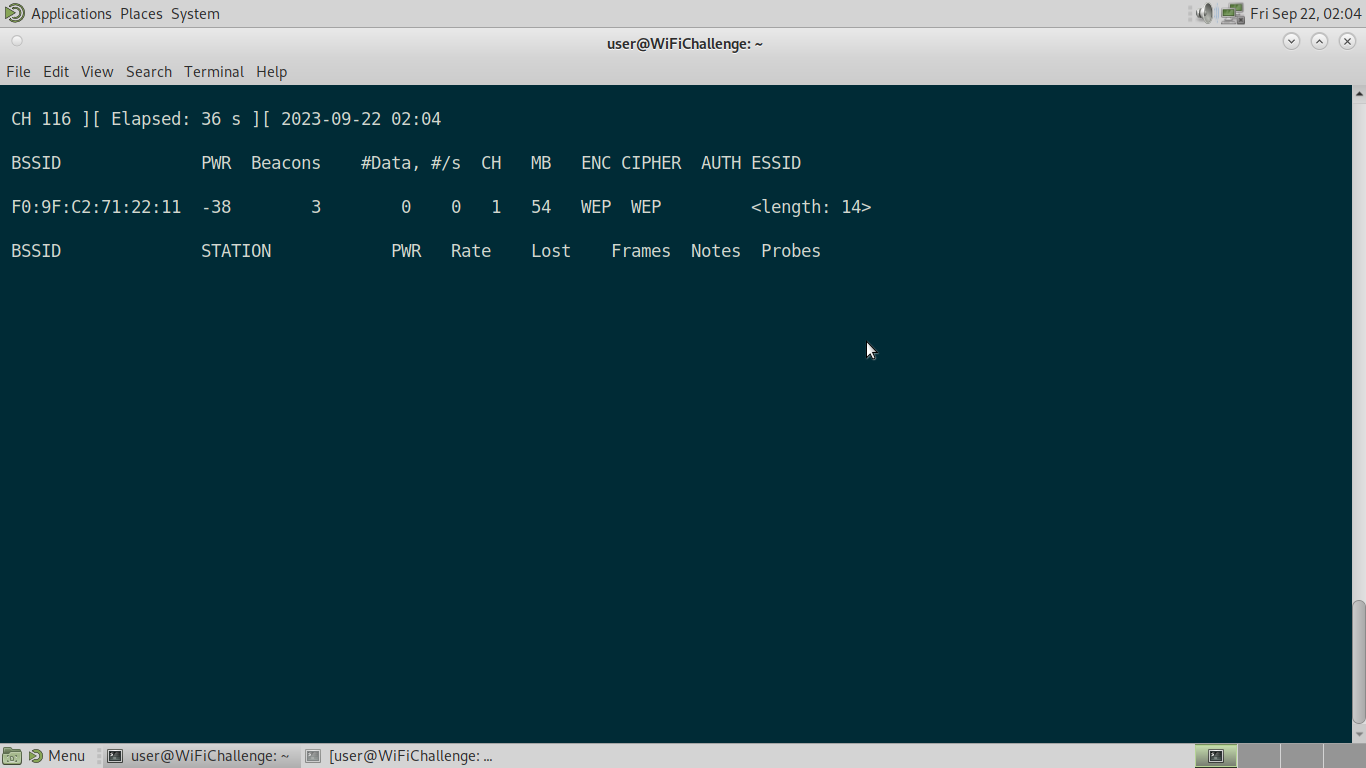 Applications Places System Fri Sep 22, 02:04
user@WiFiChallenge: ~
File Edit View Search Terminal Help
CH 116 ][ Elapsed: 36 s ][ 2023-09-22 02:04
BSSID PWR Beacons #Data, #/s CH MB ENC CIPHER AUTH ESSID
F0:9F:C2:71:22:11 -38 3 0 0 1 54 WEP WEP <length: 14>
BSSID STATION PWR Rate Lost Frames Notes Probes
Menu user@WiFiChallenge: ~ [user@WiFiChallenge: ...